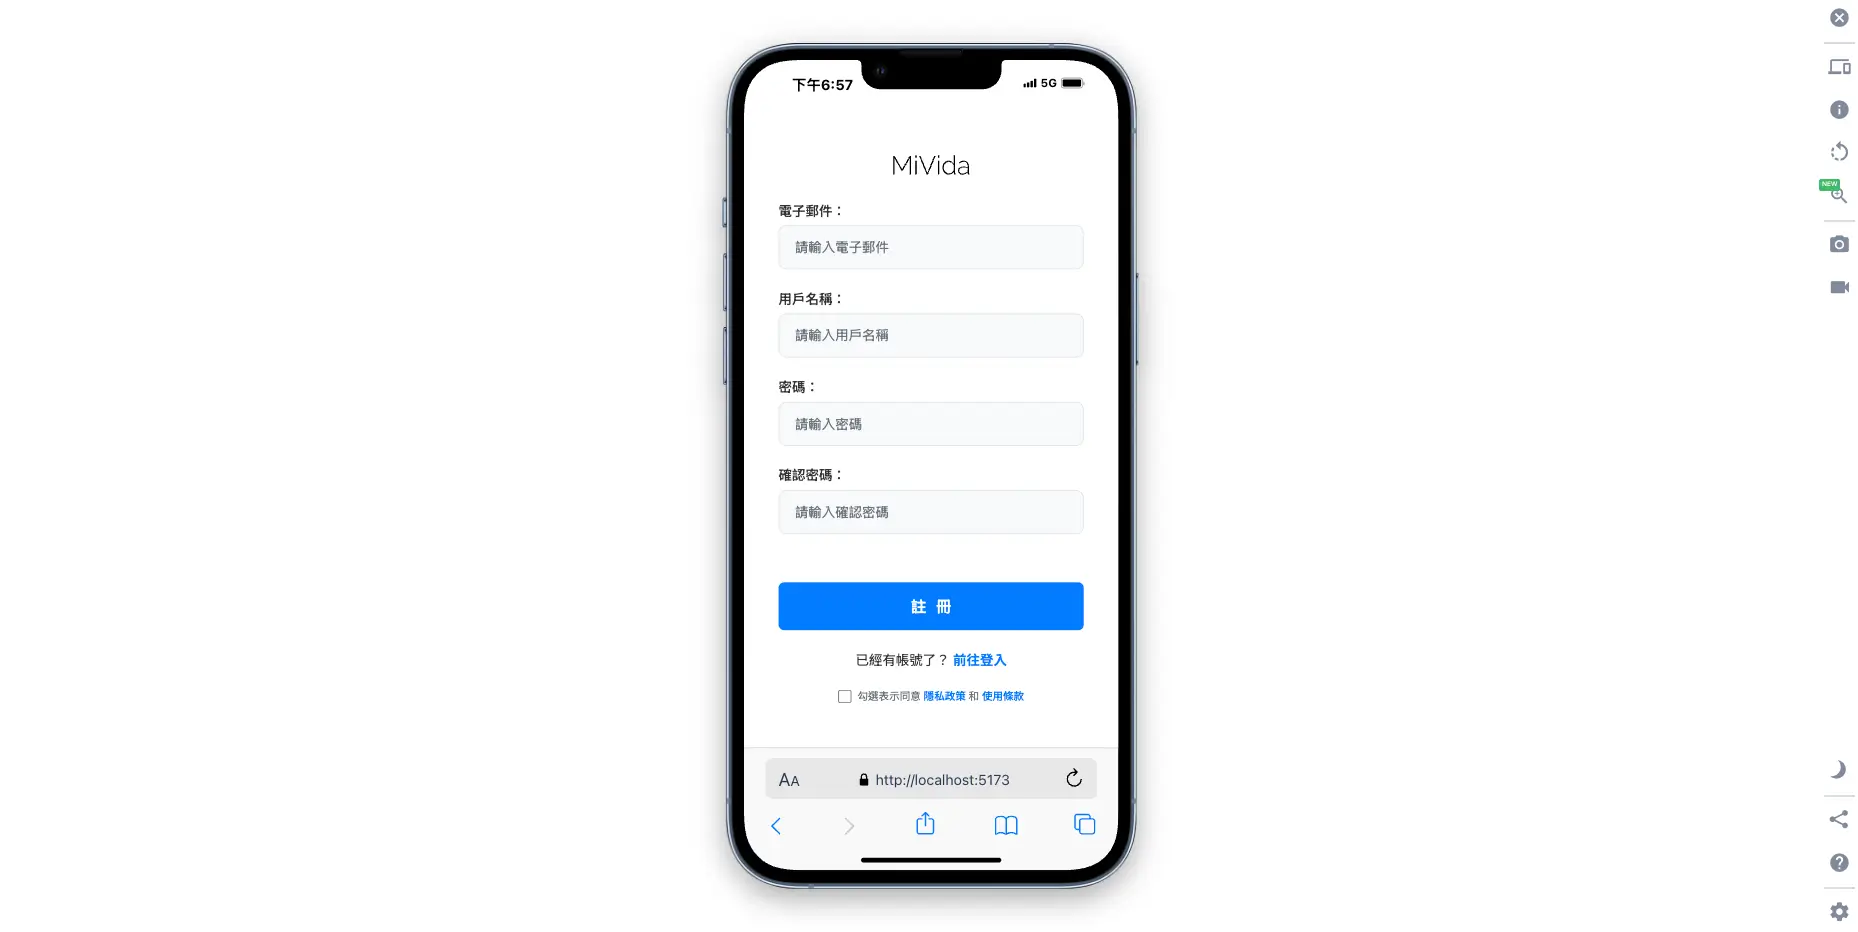 下午6:57
5G
MiVida
電子郵件：
請輸入電子郵件
用戶名稱：
請輸入用戶名稱
密碼：
請輸入密碼
確認密碼：
請輸入確認密碼
註 冊
已經有帳號了？ 前往登入
勾選表示同意 隱私政策 和 使用條款
AA
http://localhost:5173
NEW